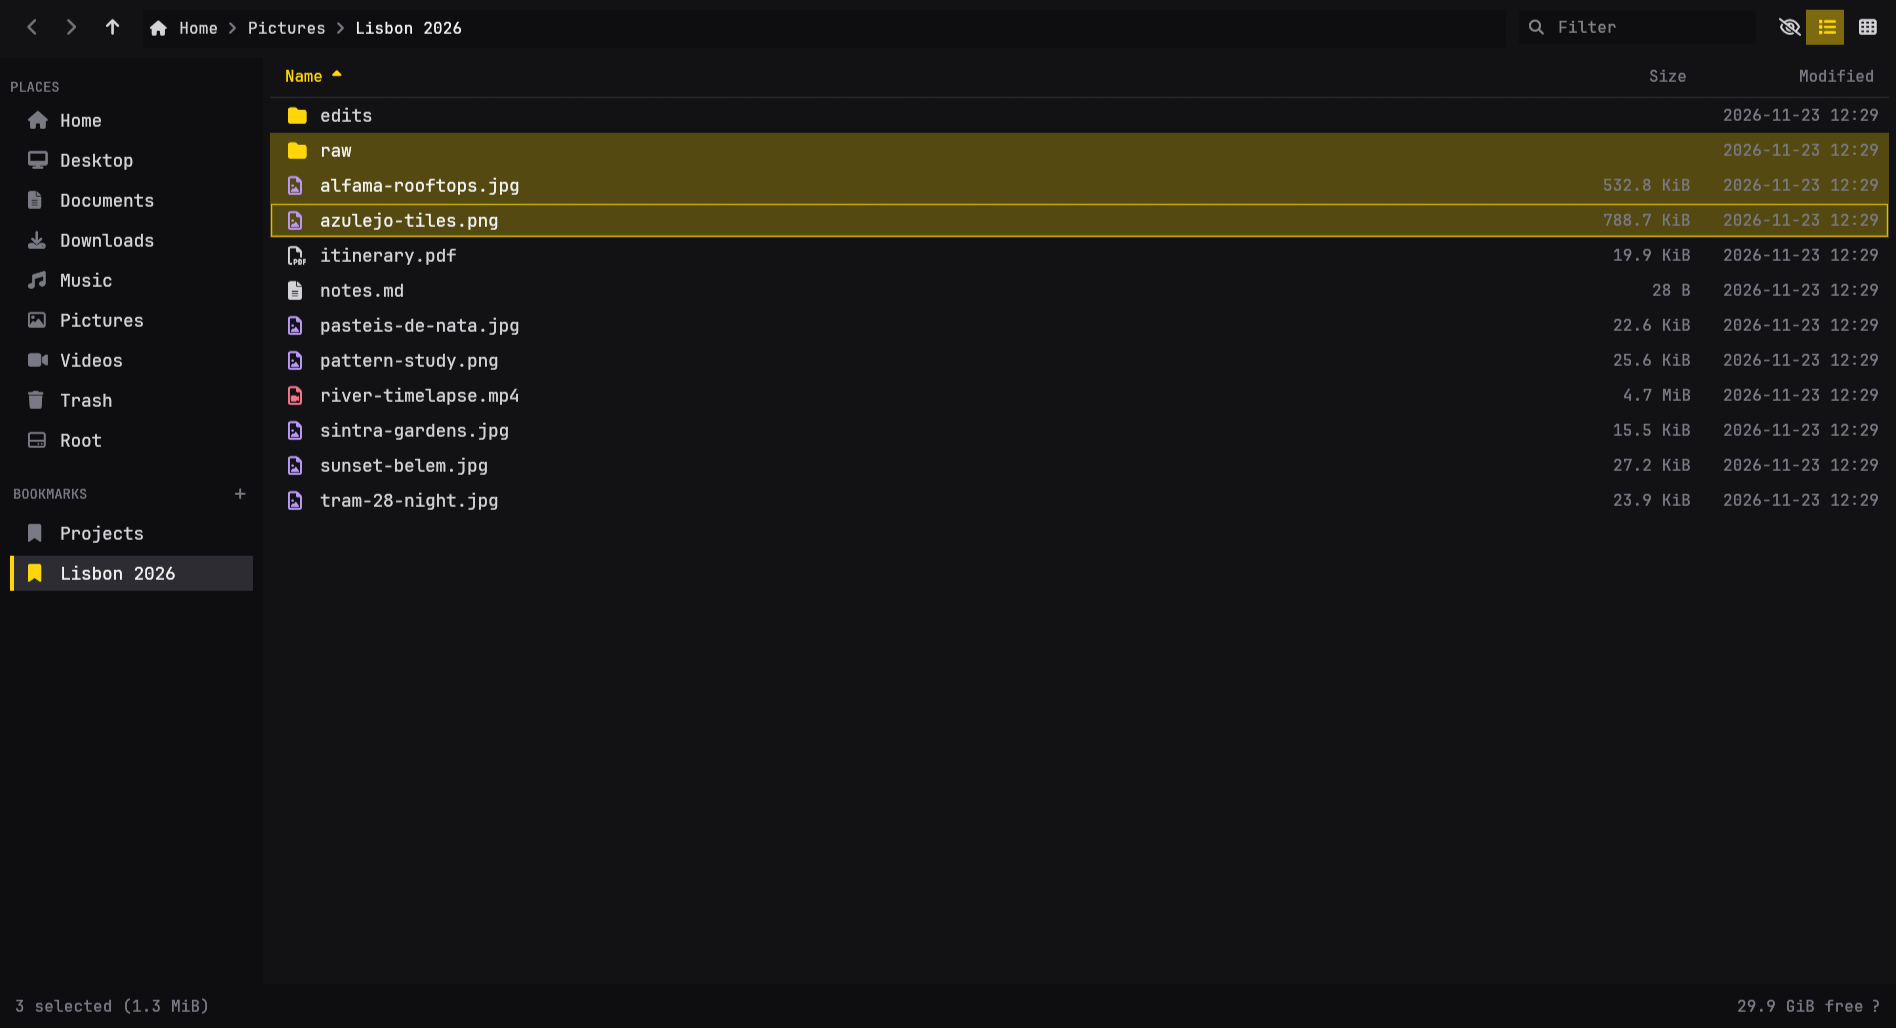 Home Pictures Lisbon 2026 Filter
PLACES
Home
Desktop
Documents
Downloads
Music
Pictures
Videos
Trash
Root
BOOKMARKS +
Projects
Lisbon 2026
Name Size Modified
edits 2026-11-23 12:29
raw 2026-11-23 12:29
alfama-rooftops.jpg 532.8 KiB 2026-11-23 12:29
azulejo-tiles.png 788.7 KiB 2026-11-23 12:29
itinerary.pdf 19.9 KiB 2026-11-23 12:29
notes.md 28 B 2026-11-23 12:29
pasteis-de-nata.jpg 22.6 KiB 2026-11-23 12:29
pattern-study.png 25.6 KiB 2026-11-23 12:29
river-timelapse.mp4 4.7 MiB 2026-11-23 12:29
sintra-gardens.jpg 15.5 KiB 2026-11-23 12:29
sunset-belem.jpg 27.2 KiB 2026-11-23 12:29
tram-28-night.jpg 23.9 KiB 2026-11-23 12:29
3 selected (1.3 MiB) 29.9 GiB free ?